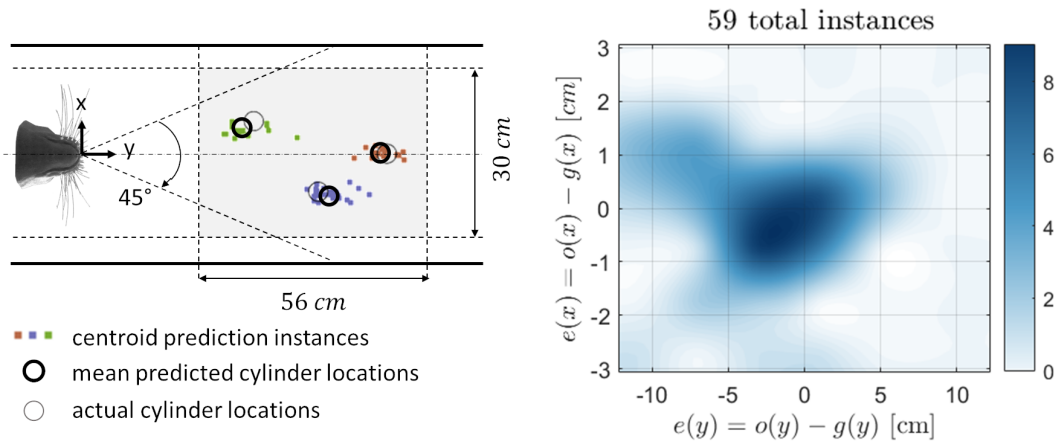 x
y
45°
30 cm
56 cm
centroid prediction instances
mean predicted cylinder locations
actual cylinder locations
59 total instances
e(x) = o(x) − g(x) [cm]
3
2
1
0
-1
-2
-3
-10
-5
0
5
10
e(y) = o(y) − g(y) [cm]
8
6
4
2
0